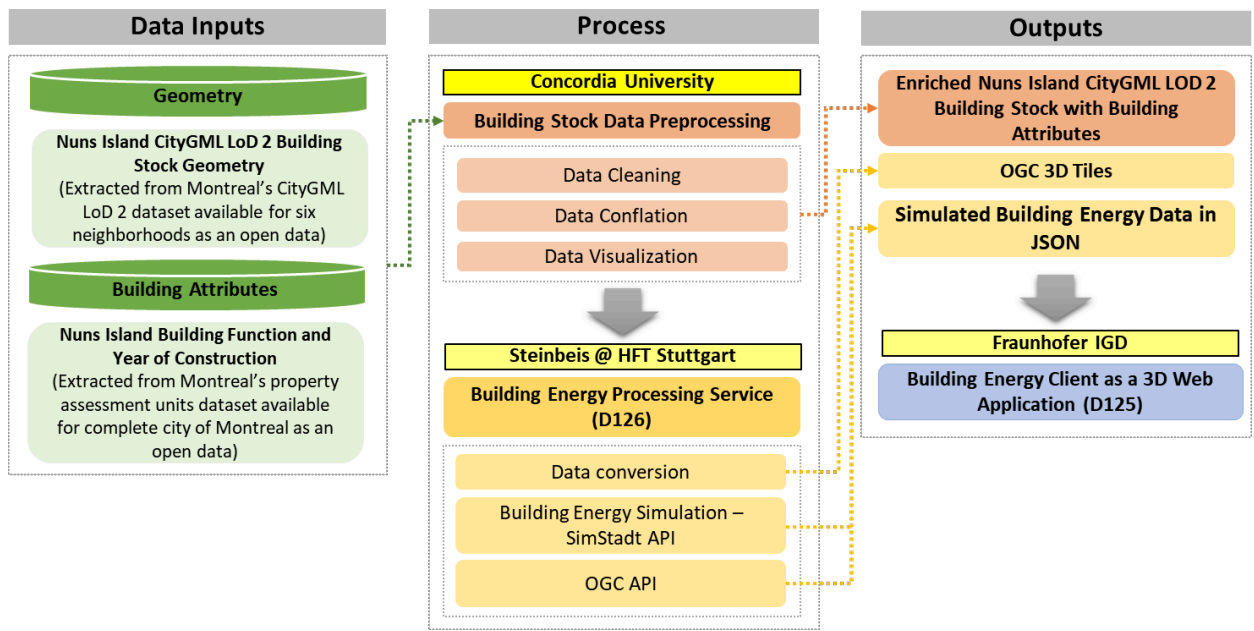 Data Inputs
Geometry
Nuns Island CityGML LoD 2 Building
Stock Geometry
(Extracted from Montreal's CityGML
LoD 2 dataset available for six
neighborhoods as an open data)
Building Attributes
Nuns Island Building Function and
Year of Construction
(Extracted from Montreal's property
assessment units dataset available
for complete city of Montreal as an
open data)
Process
Concordia University
Building Stock Data Preprocessing
Data Cleaning
Data Conflation
Data Visualization
Steinbeis @ HFT Stuttgart
Building Energy Processing Service
(D126)
Data conversion
Building Energy Simulation –
SimStadt API
OGC API
Outputs
Enriched Nuns Island CityGML LOD 2
Building Stock with Building
Attributes
OGC 3D Tiles
Simulated Building Energy Data in
JSON
Fraunhofer IGD
Building Energy Client as a 3D Web
Application (D125)